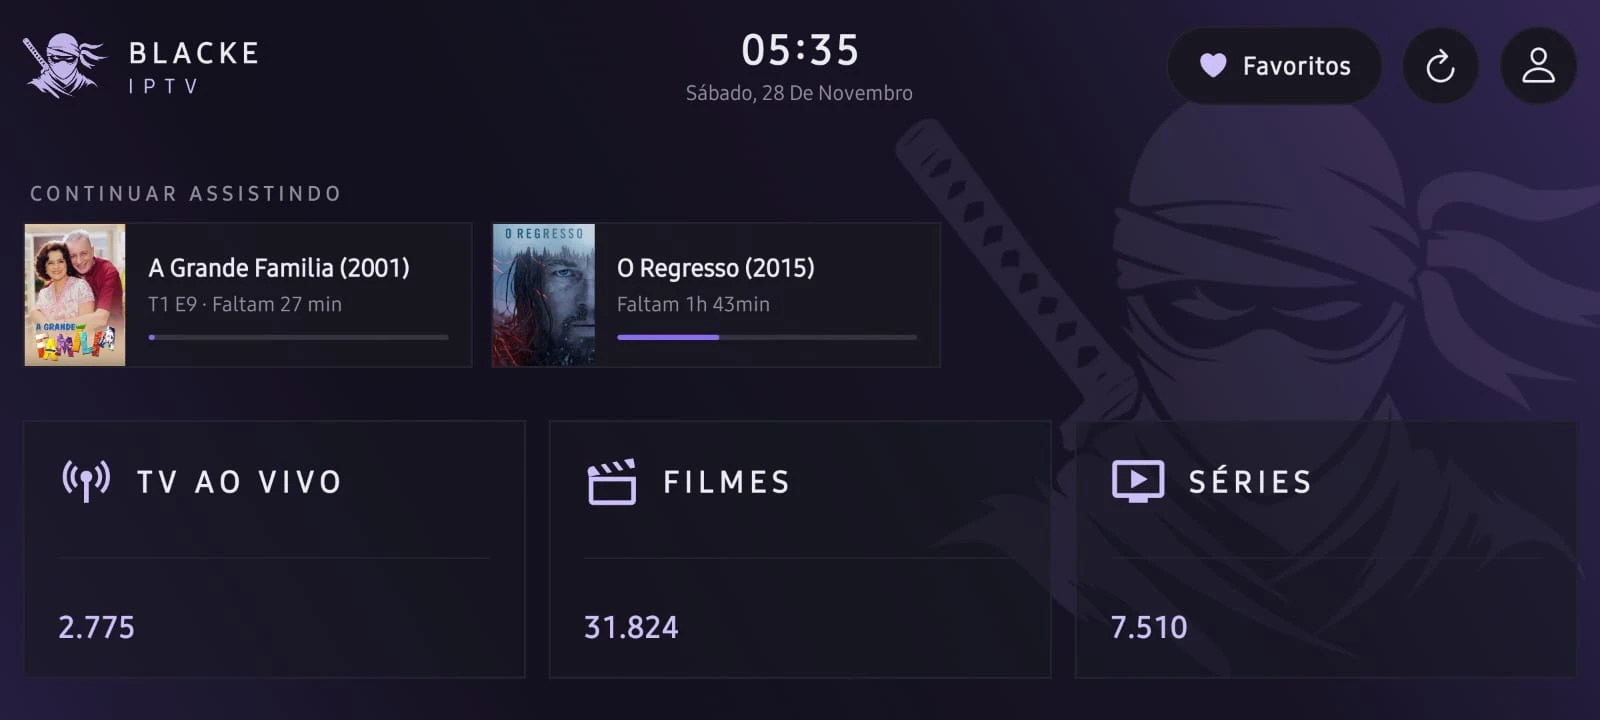 BLACKE
IPTV
05:35
Sábado, 28 De Novembro
Favoritos
CONTINUAR ASSISTINDO
A GRANDE
FAMÍLIA
A Grande Familia (2001)
T1 E9 · Faltam 27 min
O REGRESSO
O Regresso (2015)
Faltam 1h 43min
TV AO VIVO
2.775
FILMES
31.824
SÉRIES
7.510